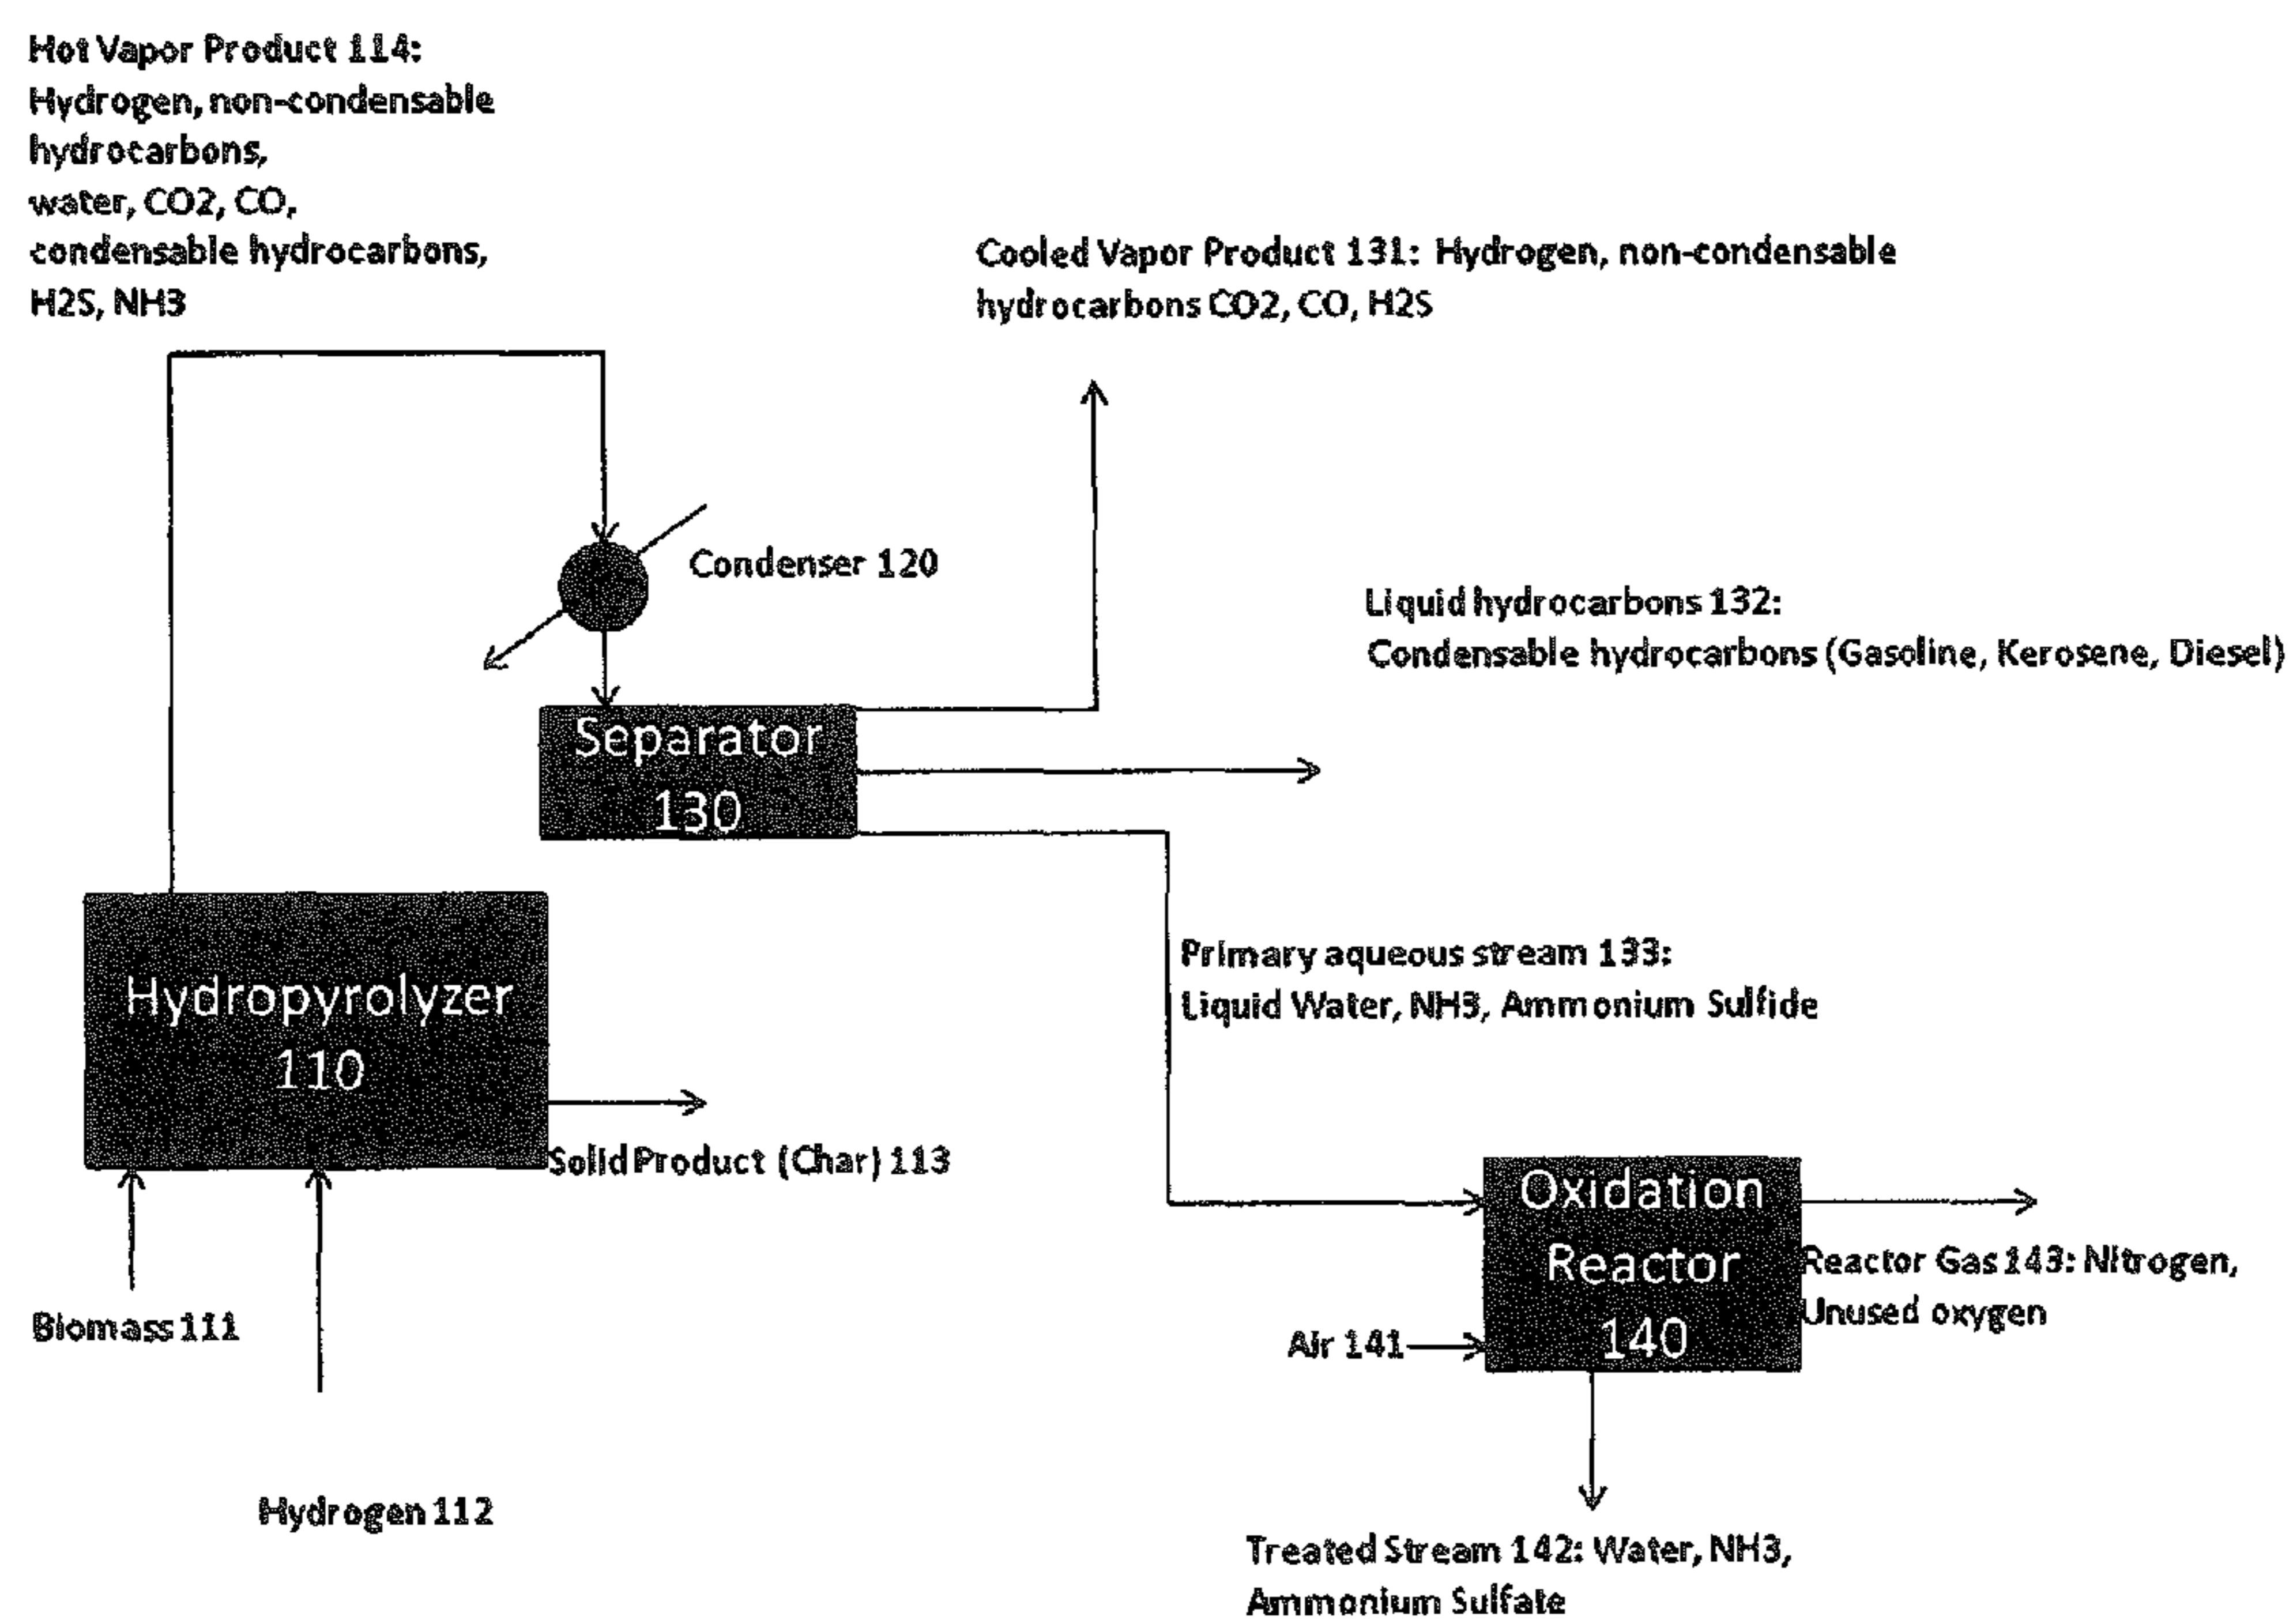 Hot Vapor Product 114:
Hydrogen, non-condensable
hydrocarbons,
water, CO2, CO,
condensable hydrocarbons,
H2S, NH3
Cooled Vapor Product 131: Hydrogen, non-condensable
hydrocarbons CO2, CO, H2S
Condenser 120
Liquid hydrocarbons 132:
Condensable hydrocarbons (Gasoline, Kerosene, Diesel)
Separator
130
Primary aqueous stream 133:
Liquid Water, NH3, Ammonium Sulfide
Hydropyrolyzer
110
Solid Product (Char) 113
Biomass 111
Hydrogen 112
Oxidation
Reactor
140
Air 141
Reactor Gas 143: Nitrogen,
Unused oxygen
Treated Stream 142: Water, NH3,
Ammonium Sulfate